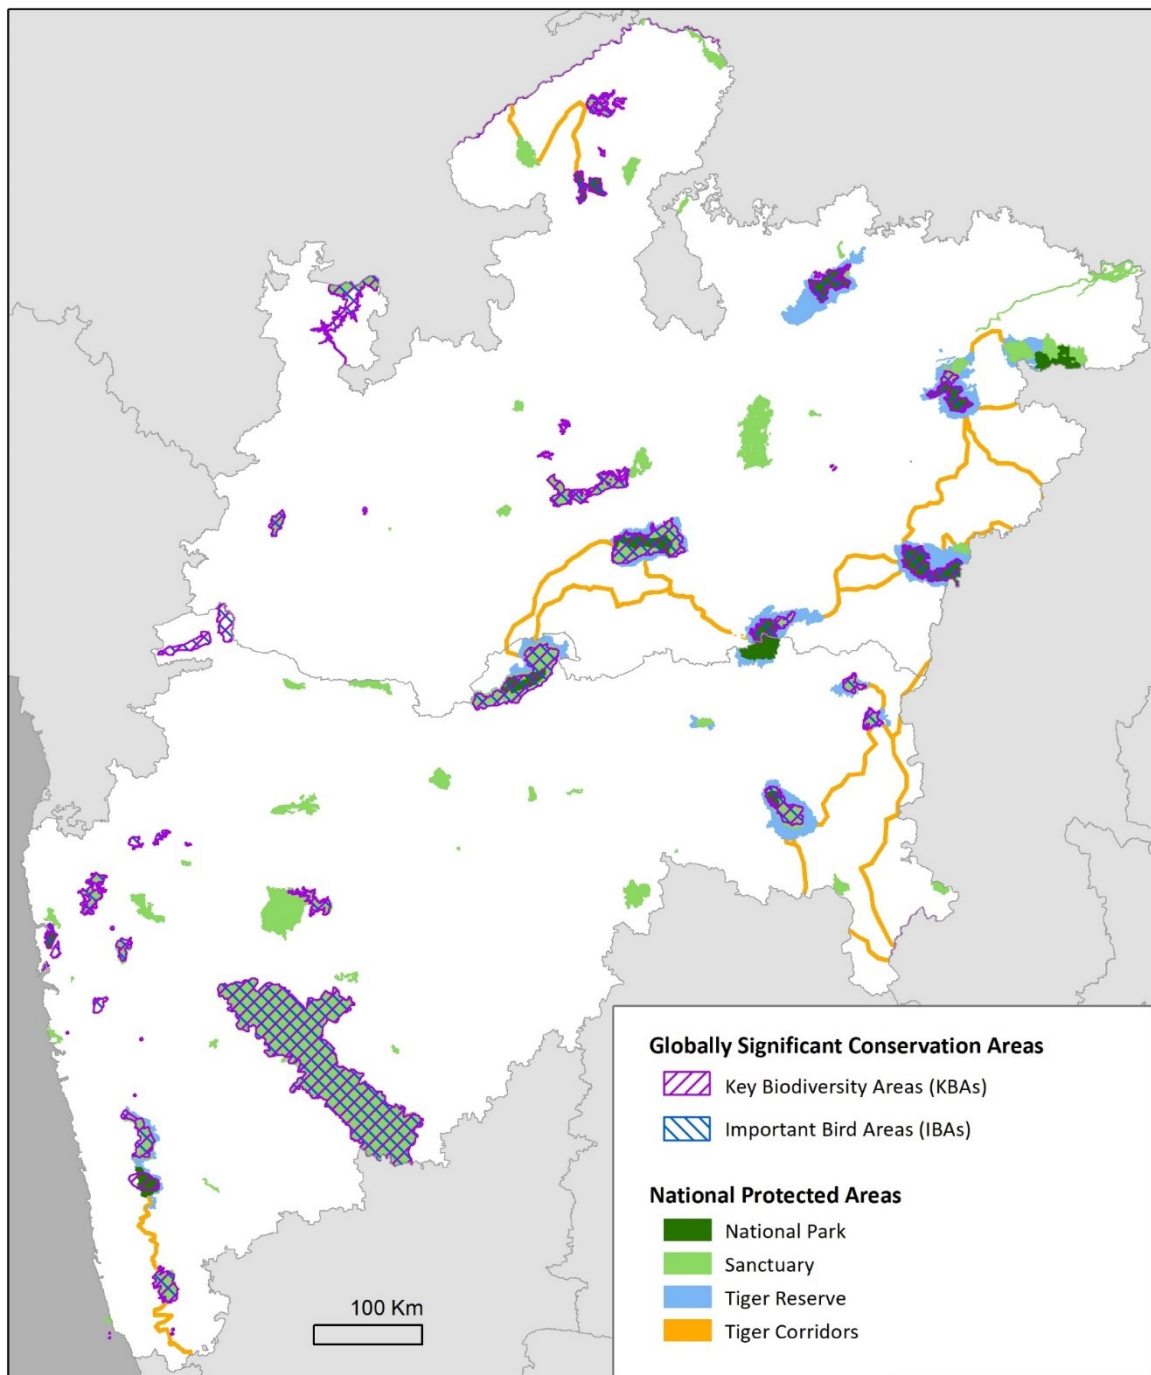 100 Km
Globally Significant Conservation Areas
Key Biodiversity Areas (KBAs)
Important Bird Areas (IBAs)
National Protected Areas
National Park
Sanctuary
Tiger Reserve
Tiger Corridors